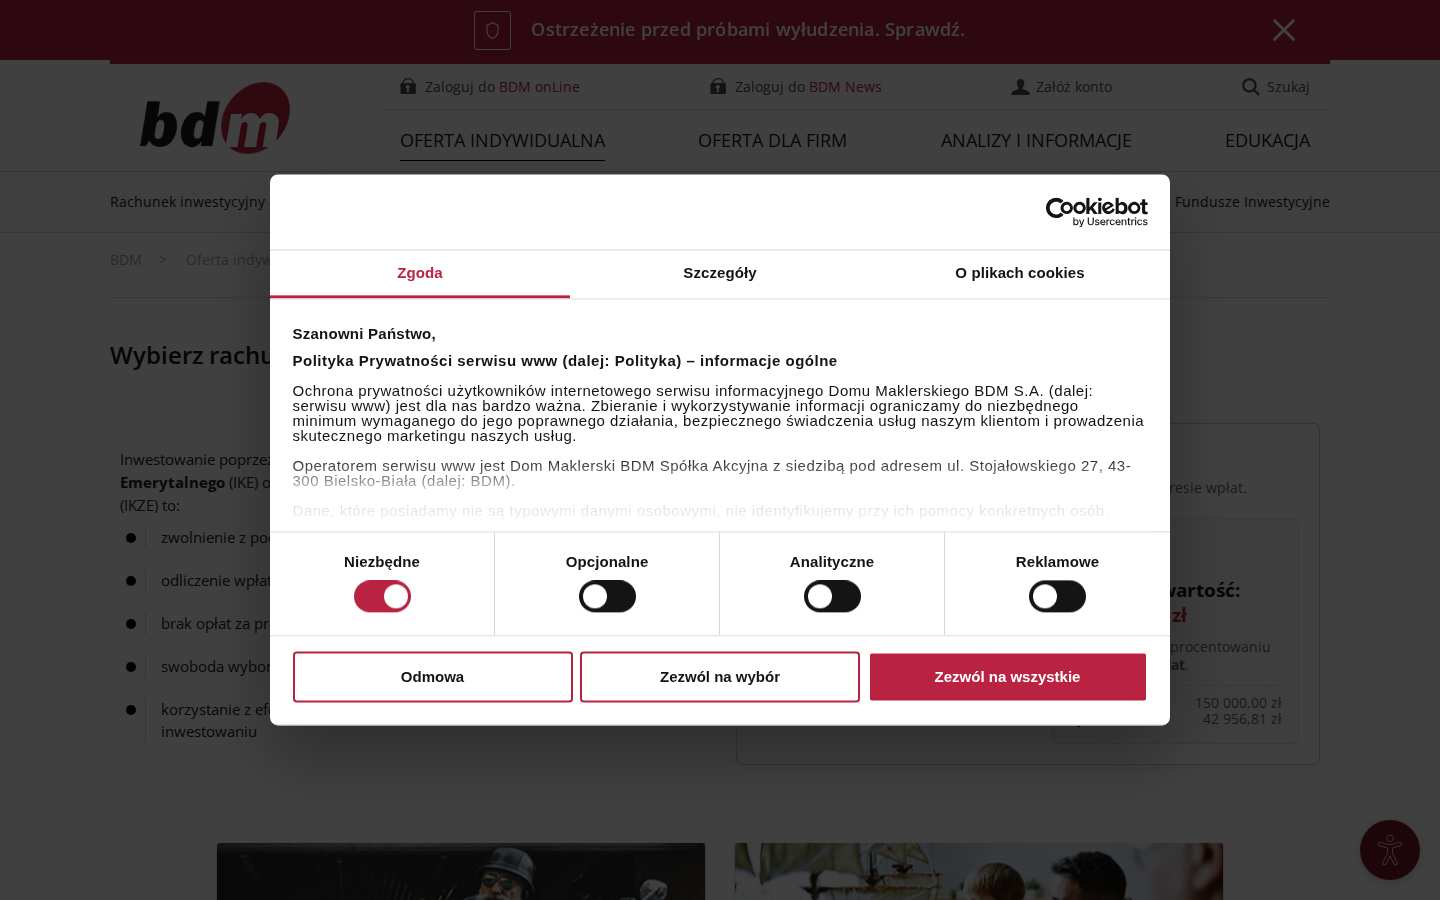 Ostrzeżenie przed próbami wyłudzenia. Sprawdź.
bdm
Zaloguj do BDM onLine
Zaloguj do BDM News
Załóż konto
Szukaj
OFERTA INDYWIDUALNA
OFERTA DLA FIRM
ANALIZY I INFORMACJE
EDUKACJA
Rachunek inwestycyjny
Fundusze Inwestycyjne
BDM > Oferta indyw
Cookiebot
by Usercentrics
Zgoda
Szczegóły
O plikach cookies
Szanowni Państwo,
Polityka Prywatności serwisu www (dalej: Polityka) – informacje ogólne
Ochrona prywatności użytkowników internetowego serwisu informacyjnego Domu Maklerskiego BDM S.A. (dalej:
serwisu www) jest dla nas bardzo ważna. Zbieranie i wykorzystywanie informacji ograniczamy do niezbędnego
minimum wymaganego do jego poprawnego działania, bezpiecznego świadczenia usług naszym klientom i prowadzenia
skutecznego marketingu naszych usług.
Operatorem serwisu www jest Dom Maklerski BDM Spółka Akcyjna z siedzibą pod adresem ul. Stojałowskiego 27, 43-
300 Bielsko-Biała (dalej: BDM).
Dane, które posiadamy nie są typowymi danymi osobowymi, nie identyfikujemy przy ich pomocy konkretnych osób.
Niezbędne
Opcjonalne
Analityczne
Reklamowe
Odmowa
Zezwól na wybór
Zezwól na wszystkie
Wybierz rachu
Inwestowanie poprze
Emerytalnego (IKE) o
(IKZE) to:
zwolnienie z po
odliczenie wpłat
brak opłat za pr
swoboda wybor
korzystanie z ef
inwestowaniu
resie wpłat.
wartość:
zł
procentowaniu
at.
150 000,00 zł
42 956,81 zł